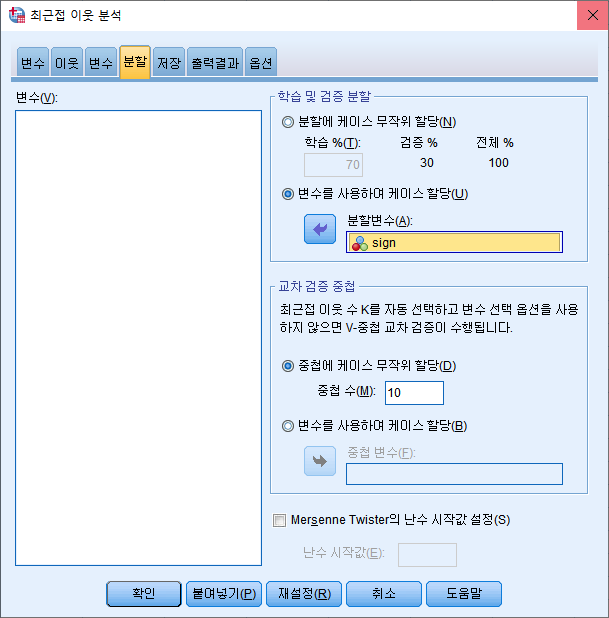 최근접 이웃 분석
변수 이웃 변수 분할 저장 출력결과 옵션
변수(V):
학습 및 검증 분할
분할에 케이스 무작위 할당(N)
학습 %(T): 검증 % 전체 %
70 30 100
변수를 사용하여 케이스 할당(U)
분할변수(A):
sign
교차 검증 중첩
최근접 이웃 수 K를 자동 선택하고 변수 선택 옵션을 사용
하지 않으면 V-중첩 교차 검증이 수행됩니다.
중첩에 케이스 무작위 할당(D)
중첩 수(M): 10
변수를 사용하여 케이스 할당(B)
중첩 변수(F):
Mersenne Twister의 난수 시작값 설정(S)
난수 시작값(E):
확인 붙여넣기(P) 재설정(R) 취소 도움말